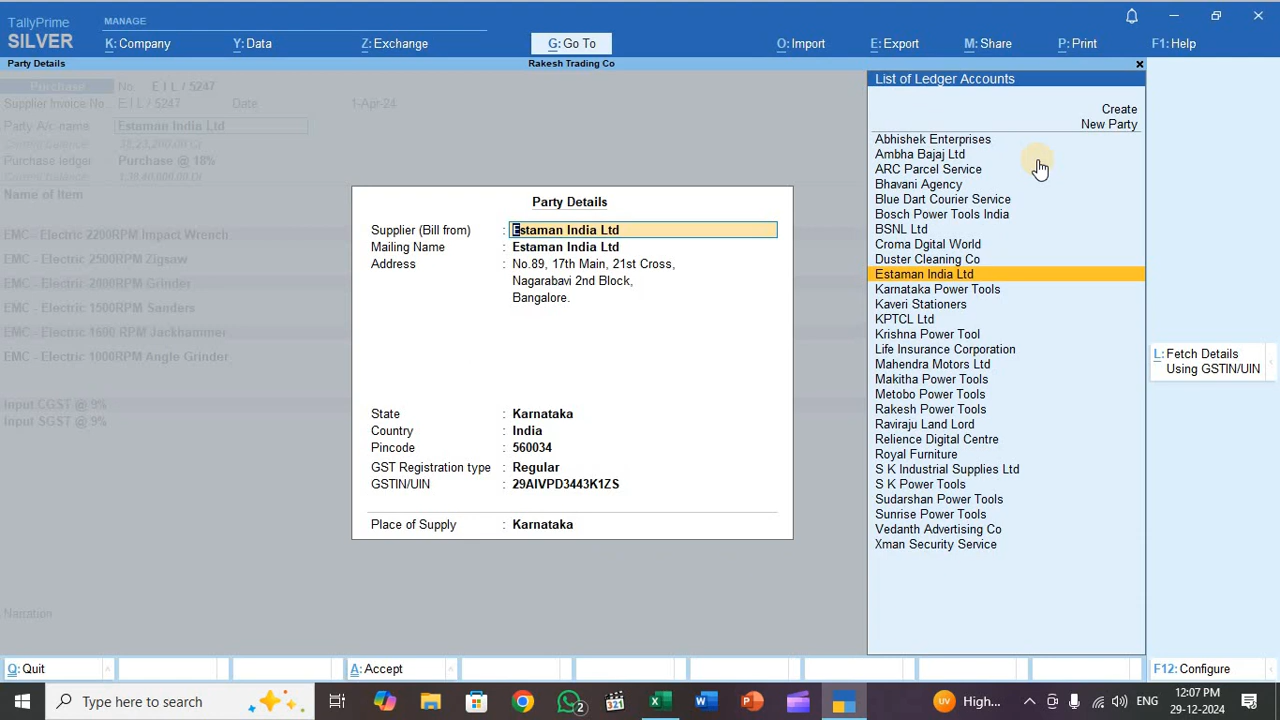 TallyPrime
MANAGE
SILVER
K: Company
Y: Data
Z: Exchange
G: Go To
O: Import
E: Export
M: Share
P: Print
F1: Help
Party Details
Rakesh Trading Co
Purchase No. E I L / 5247
Supplier Invoice No. E I L / 5247 Date 1-Apr-24
Party A/c name Estaman India Ltd
Current balance:
Purchase ledger Purchase @ 18%
Current balance:
Name of Item
EMC - Electric 2200RPM Impact Wrench
EMC - Electric 2500RPM Zigsaw
EMC - Electric 2000RPM Grinder
EMC - Electric 1500RPM Sanders
EMC - Electric 1600 RPM Jackhammer
EMC - Electric 1000RPM Angle Grinder
Input CGST @ 9%
Input SGST @ 9%
Narration
Party Details
Supplier (Bill from) : Estaman India Ltd
Mailing Name : Estaman India Ltd
Address : No.89, 17th Main, 21st Cross,
Nagarabavi 2nd Block,
Bangalore.
State : Karnataka
Country : India
Pincode : 560034
GST Registration type : Regular
GSTIN/UIN : 29AIVPD3443K1ZS
Place of Supply : Karnataka
List of Ledger Accounts
Create
New Party
Abhishek Enterprises
Ambha Bajaj Ltd
ARC Parcel Service
Bhavani Agency
Blue Dart Courier Service
Bosch Power Tools India
BSNL Ltd
Croma Dgital World
Duster Cleaning Co
Estaman India Ltd
Karnataka Power Tools
Kaveri Stationers
KPTCL Ltd
Krishna Power Tool
Life Insurance Corporation
Mahendra Motors Ltd
Makitha Power Tools
Metobo Power Tools
Rakesh Power Tools
Raviraju Land Lord
Relience Digital Centre
Royal Furniture
S K Industrial Supplies Ltd
S K Power Tools
Sudarshan Power Tools
Sunrise Power Tools
Vedanth Advertising Co
Xman Security Service
L: Fetch Details
Using GSTIN/UIN
Q: Quit
A: Accept
F12: Configure
Type here to search
321
2
UV
High...
ENG
12:07 PM
29-12-2024